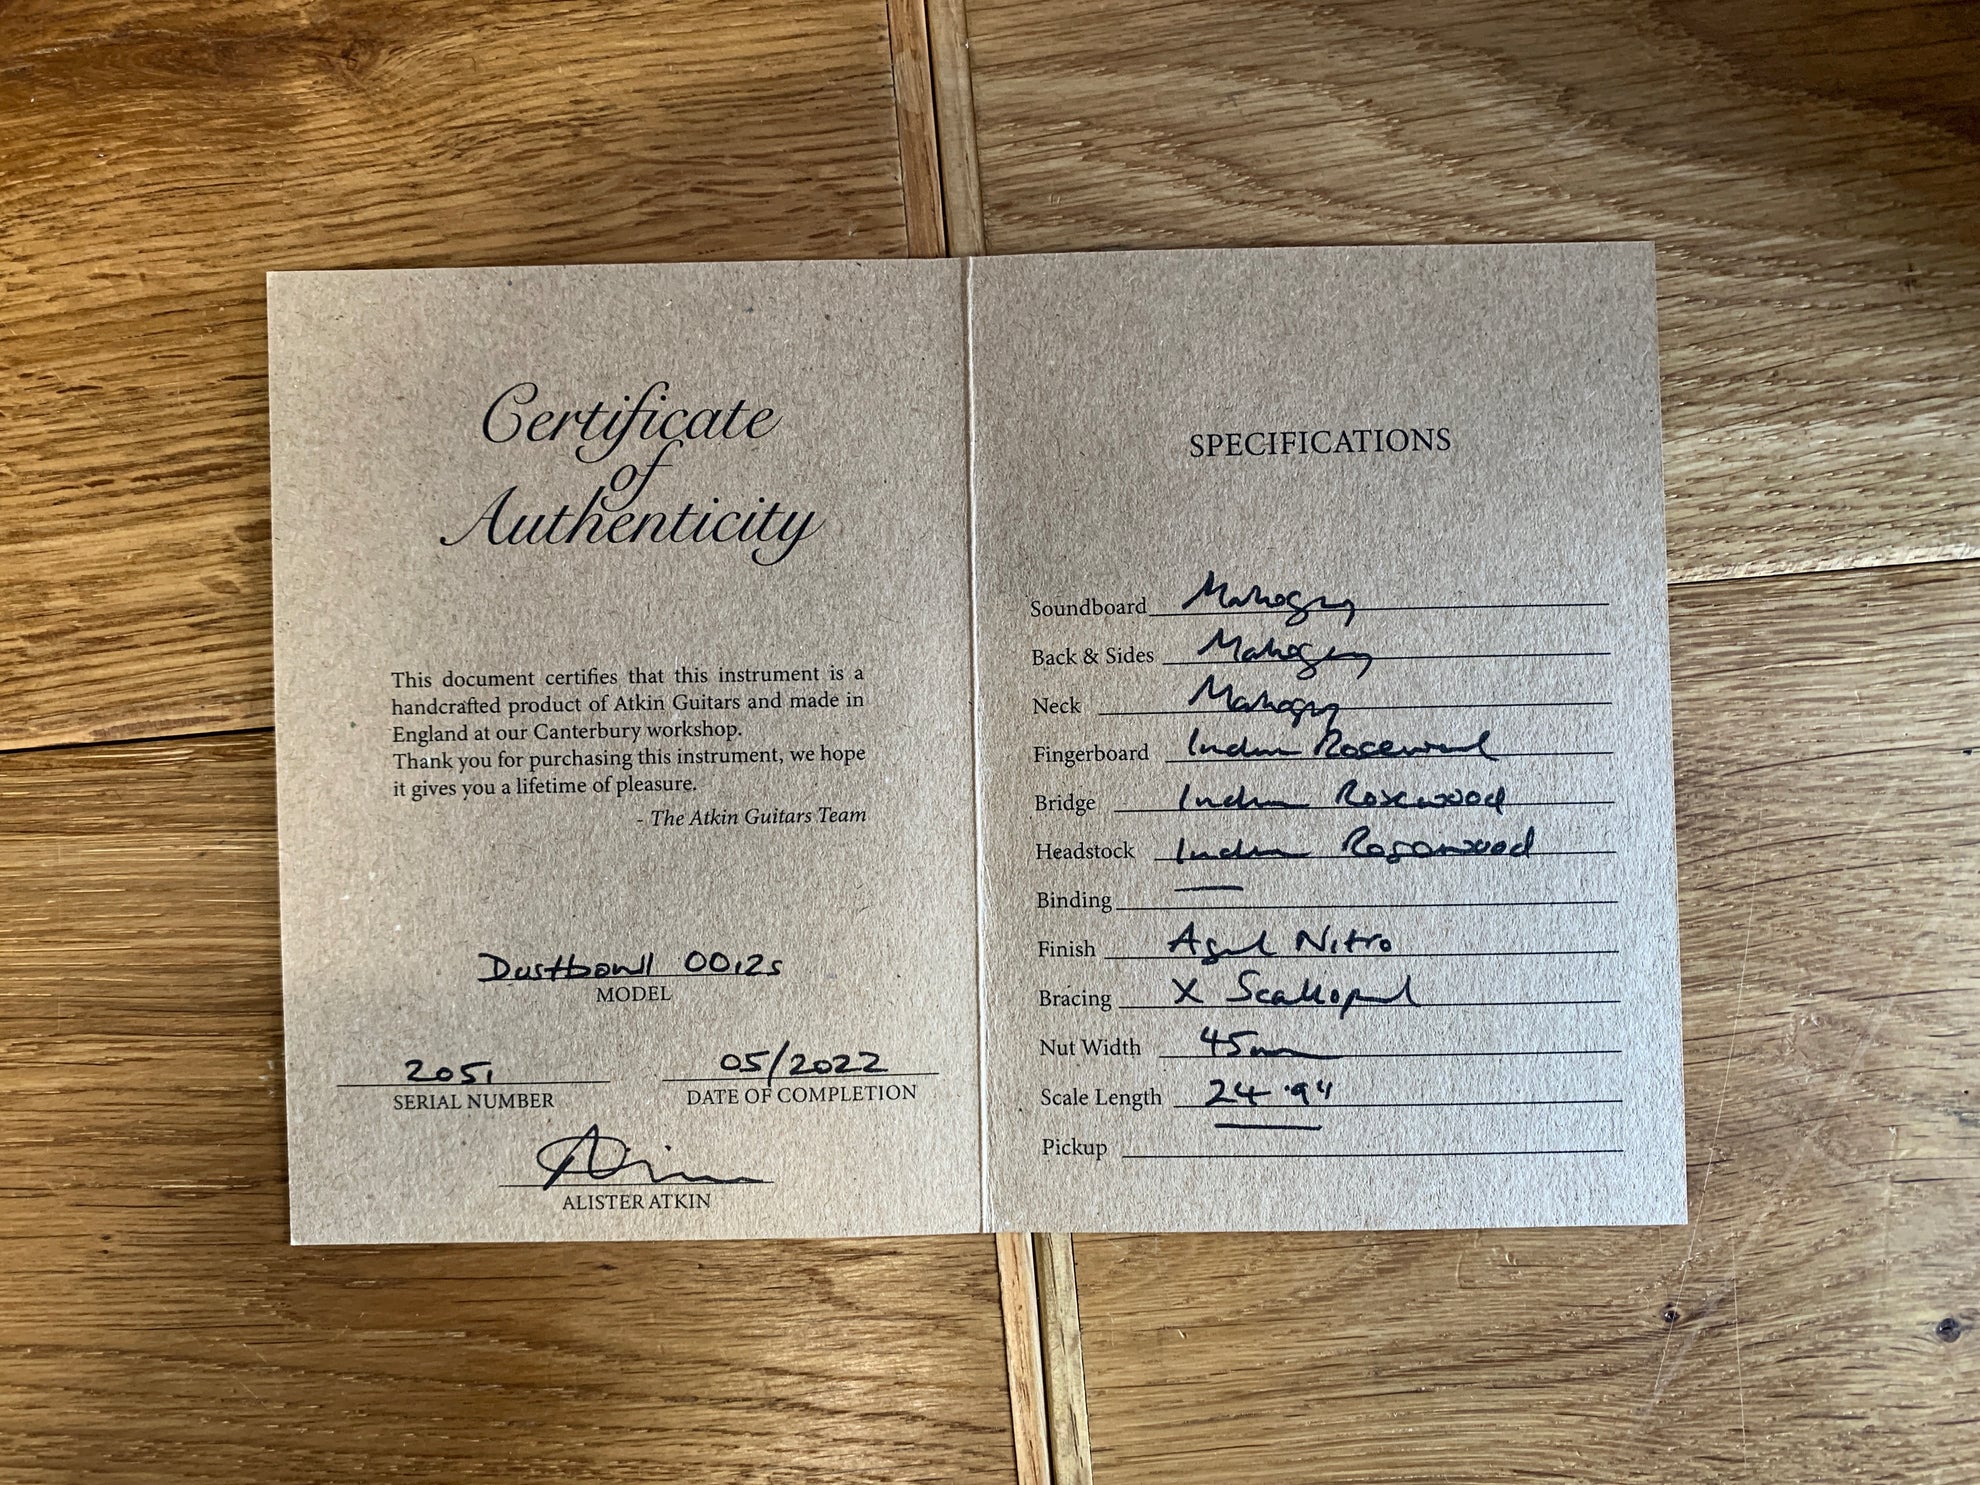 Certificate
of
Authenticity
This document certifies that this instrument is a
handcrafted product of Atkin Guitars and made in
England at our Canterbury workshop.
Thank you for purchasing this instrument, we hope
it gives you a lifetime of pleasure.
- The Atkin Guitars Team
Dustbowl 0012s
MODEL
2051
SERIAL NUMBER
05/2022
DATE OF COMPLETION
ALISTER ATKIN
SPECIFICATIONS
Soundboard Mahogany
Back & Sides Mahogany
Neck Mahogany
Fingerboard Indian Rosewood
Bridge Indian Rosewood
Headstock Indian Rosewood
Binding —
Finish Aged Nitro
Bracing X Scalloped
Nut Width 45mm
Scale Length 24.9"
Pickup —